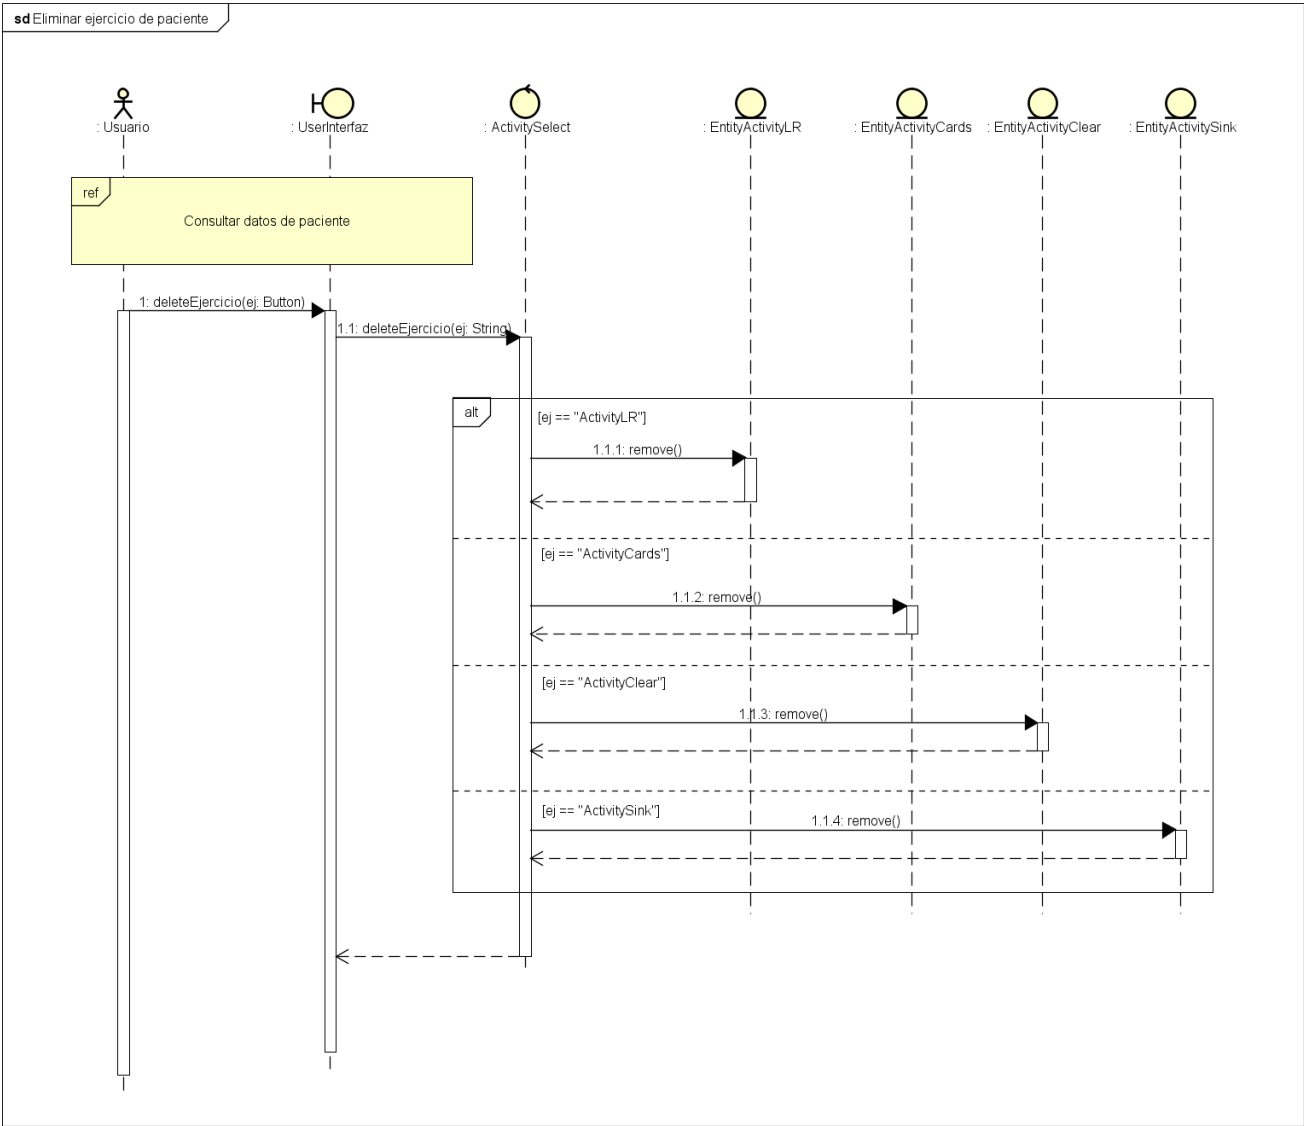 sd Eliminar ejercicio de paciente
: Usuario
: UserInterfaz
: ActivitySelect
: EntityActivityLR
: EntityActivityCards
: EntityActivityClear
: EntityActivitySink
ref
Consultar datos de paciente
1: deleteEjercicio(ej: Button)
1.1: deleteEjercicio(ej: String)
alt
[ej == "ActivityLR"]
1.1.1: remove()
[ej == "ActivityCards"]
1.1.2: remove()
[ej == "ActivityClear"]
1.1.3: remove()
[ej == "ActivitySink"]
1.1.4: remove()